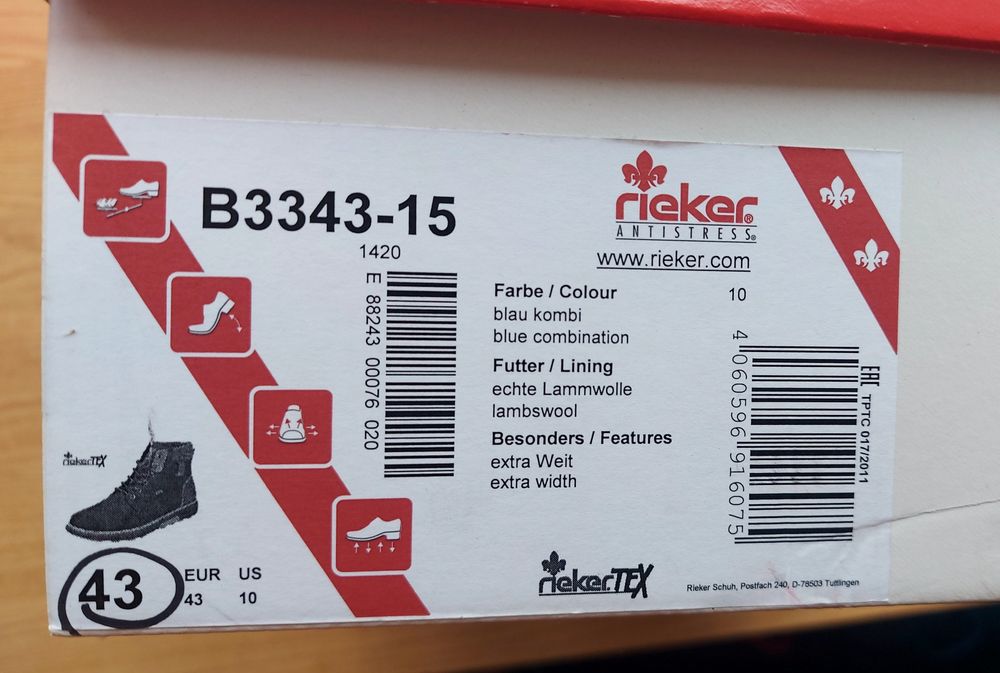 B3343-15
1420
E 88243 00076 020
rieker®
ANTISTRESS®
www.rieker.com
Farbe / Colour 10
blau kombi
blue combination
Futter / Lining
echte Lammwolle
lambswool
Besonders / Features
extra Weit
extra width
4 060596 916075
EAC TPTC 017/2011
riekerTEX
43
EUR US
43 10
riekerTEX
Rieker Schuh, Postfach 240, D-78503 Tuttlingen